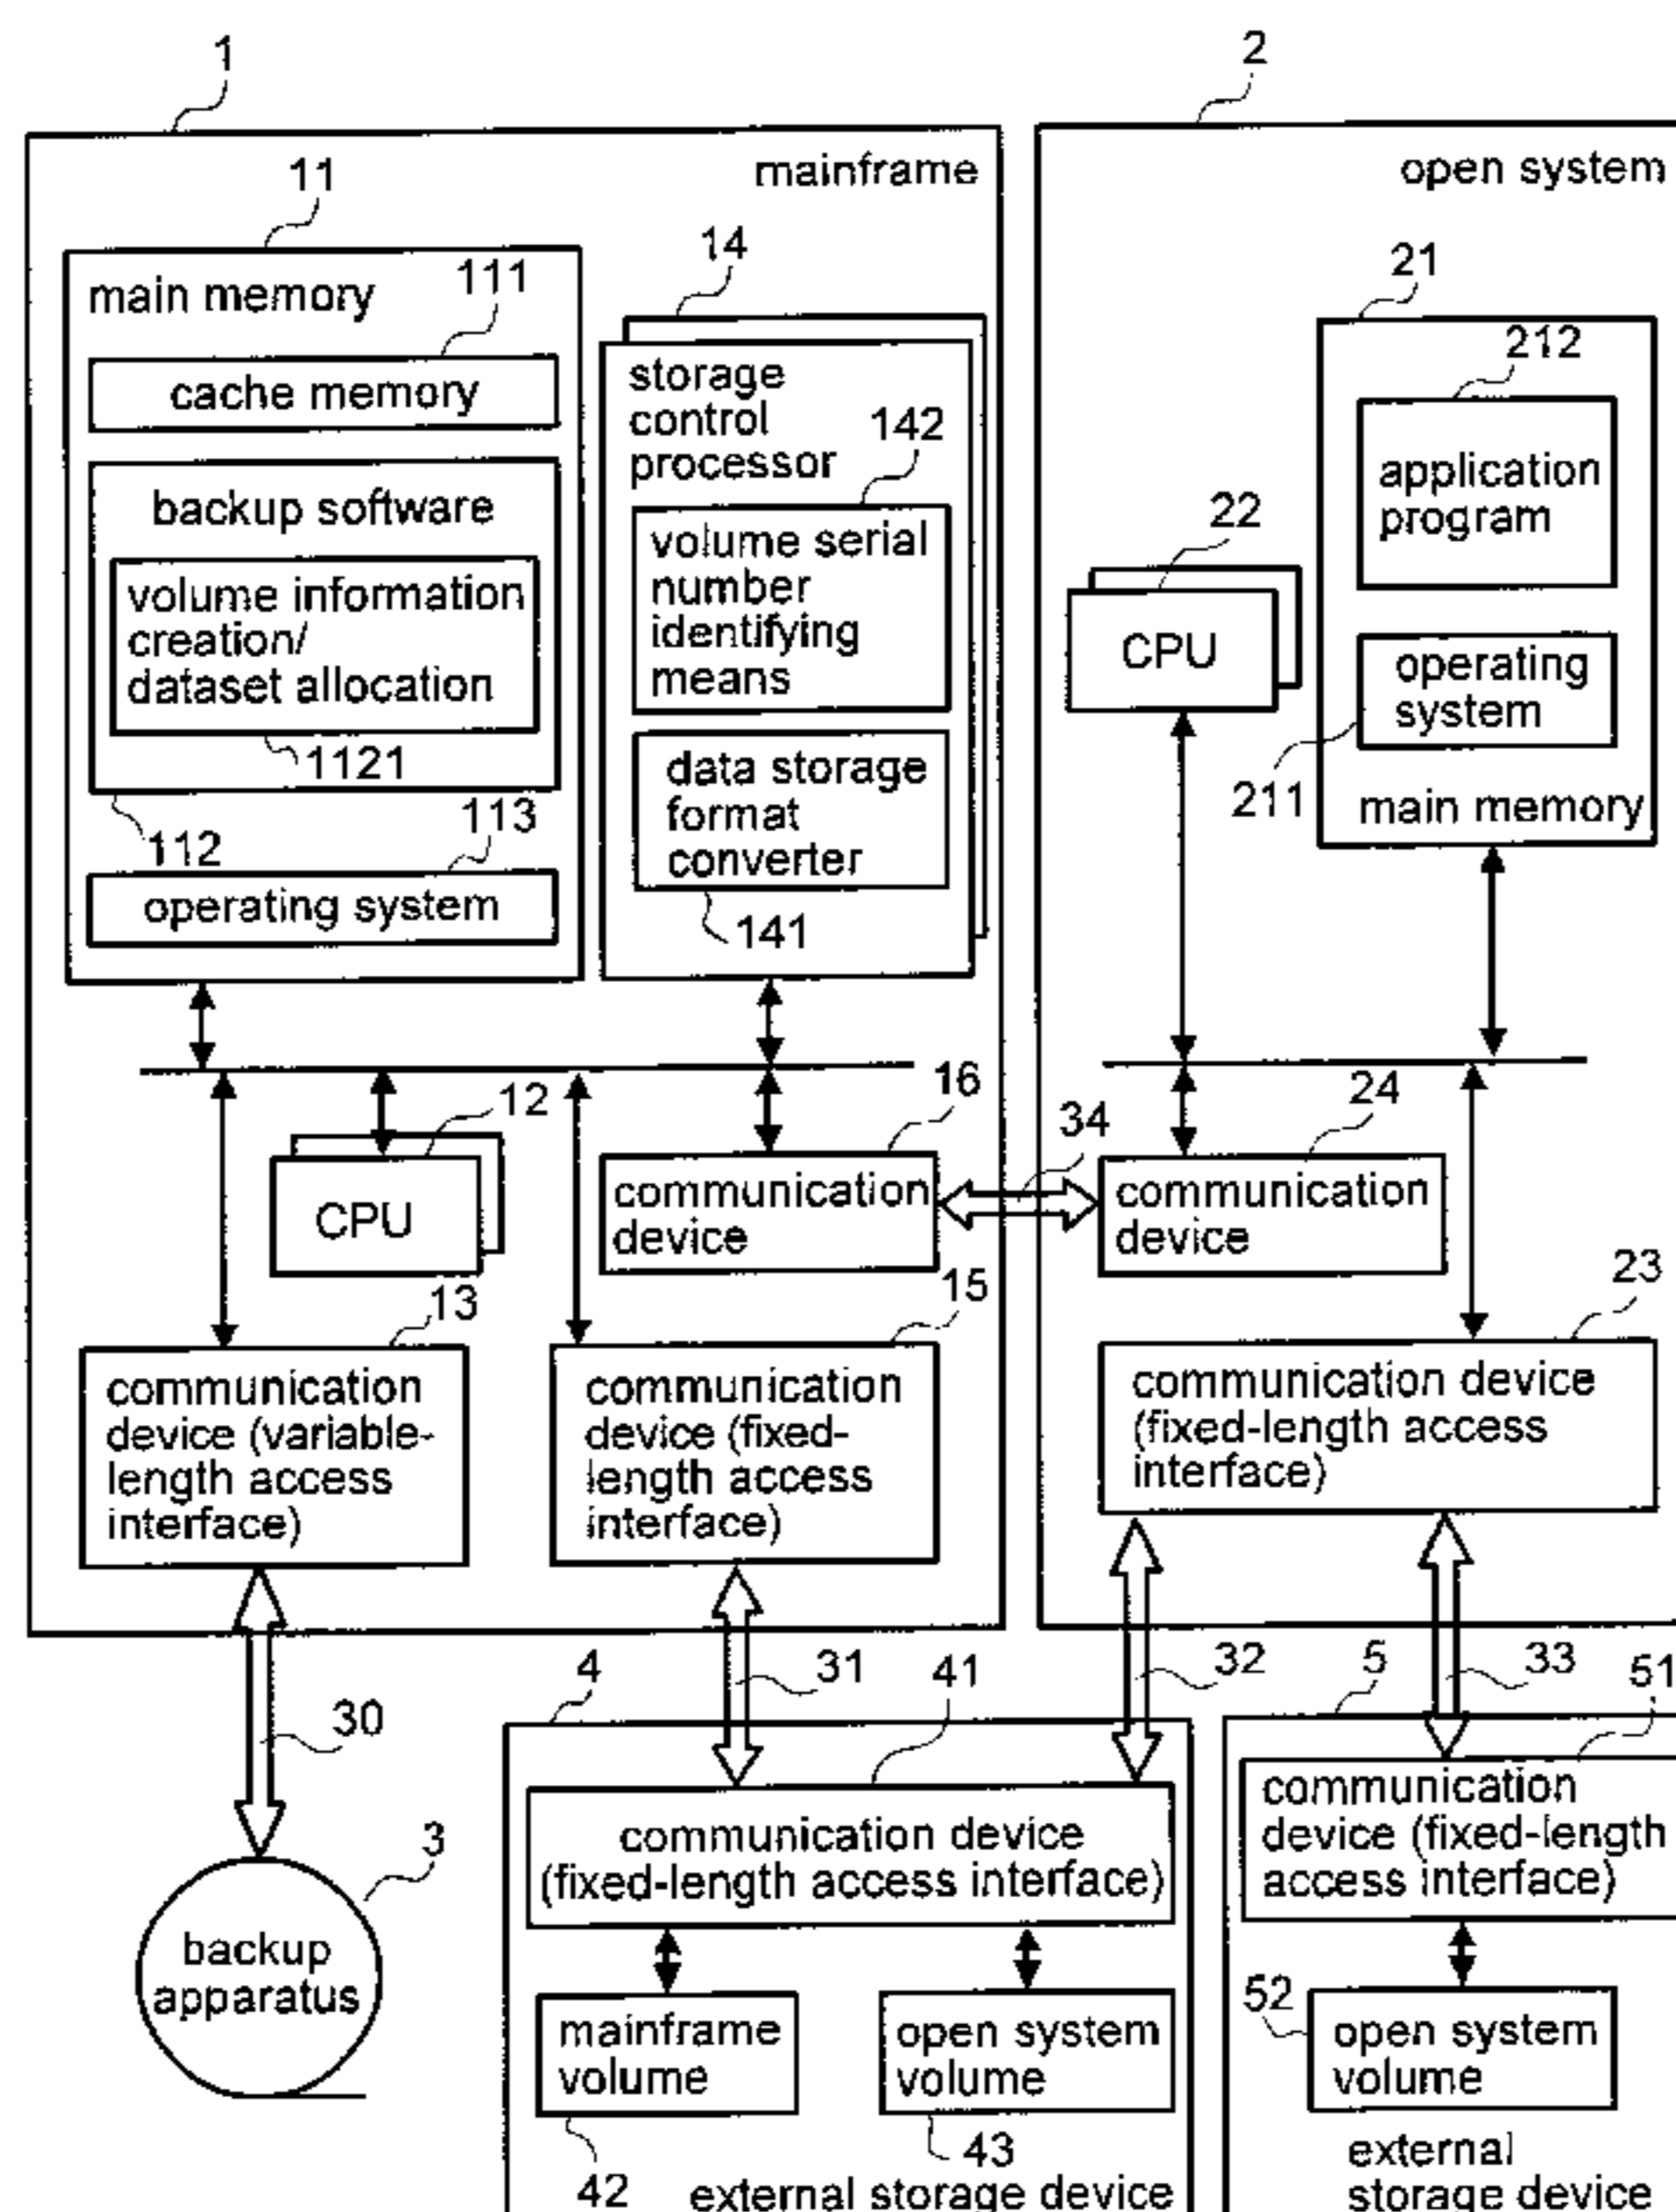 1
2
mainframe
open system
11
14
21
main memory
111
212
cache memory
storage
control
processor
142
application
program
backup software
22
volume serial
number
identifying
means
volume information
creation/
dataset allocation
CPU
operating
system
1121
data storage
format
converter
211
main memory
112
113
operating system
141
12
16
34
24
CPU
communication
device
communication
device
13
15
23
communication
device (variable-
length access
interface)
communication
device (fixed-
length access
interface)
communication device
(fixed-length access
interface)
30
4
31
41
32
5
33
51
3
communication device
(fixed-length access interface)
communication
device (fixed-length
access interface)
backup
apparatus
mainframe
volume
open system
volume
52
open system
volume
42
43
external storage device
external
storage device